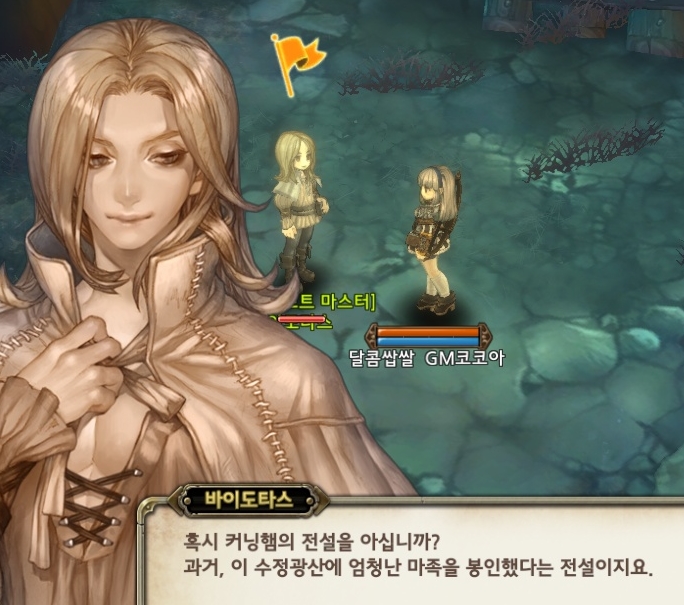 트 마스터]
달콤쌉쌀 GM코코아
바이도타스
혹시 커닝햄의 전설을 아십니까?
과거, 이 수정광산에 엄청난 마족을 봉인했다는 전설이지요.